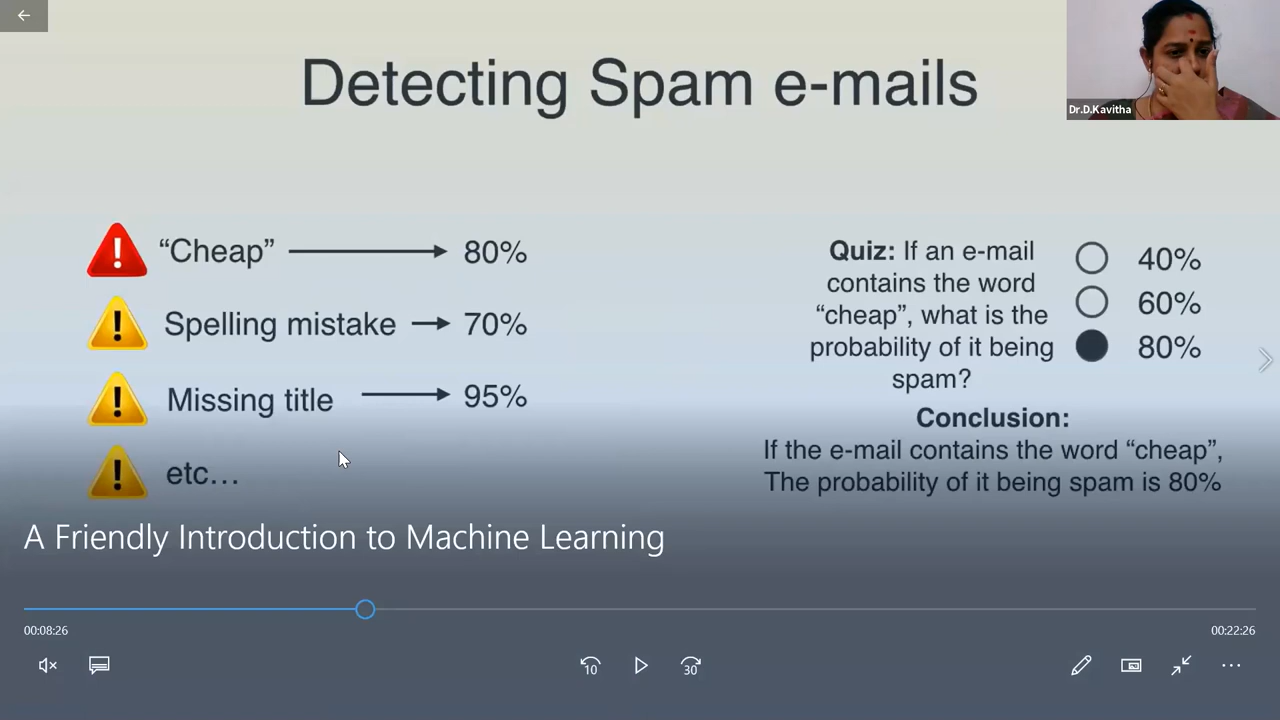 Detecting Spam e-mails
Dr.D.Kavitha
“Cheap” 80%
Spelling mistake 70%
Missing title 95%
etc...
Quiz: If an e-mail
contains the word
“cheap”, what is the
probability of it being
spam?
40%
60%
80%
Conclusion:
If the e-mail contains the word “cheap”,
The probability of it being spam is 80%
A Friendly Introduction to Machine Learning
00:08:26
00:22:26
10
30